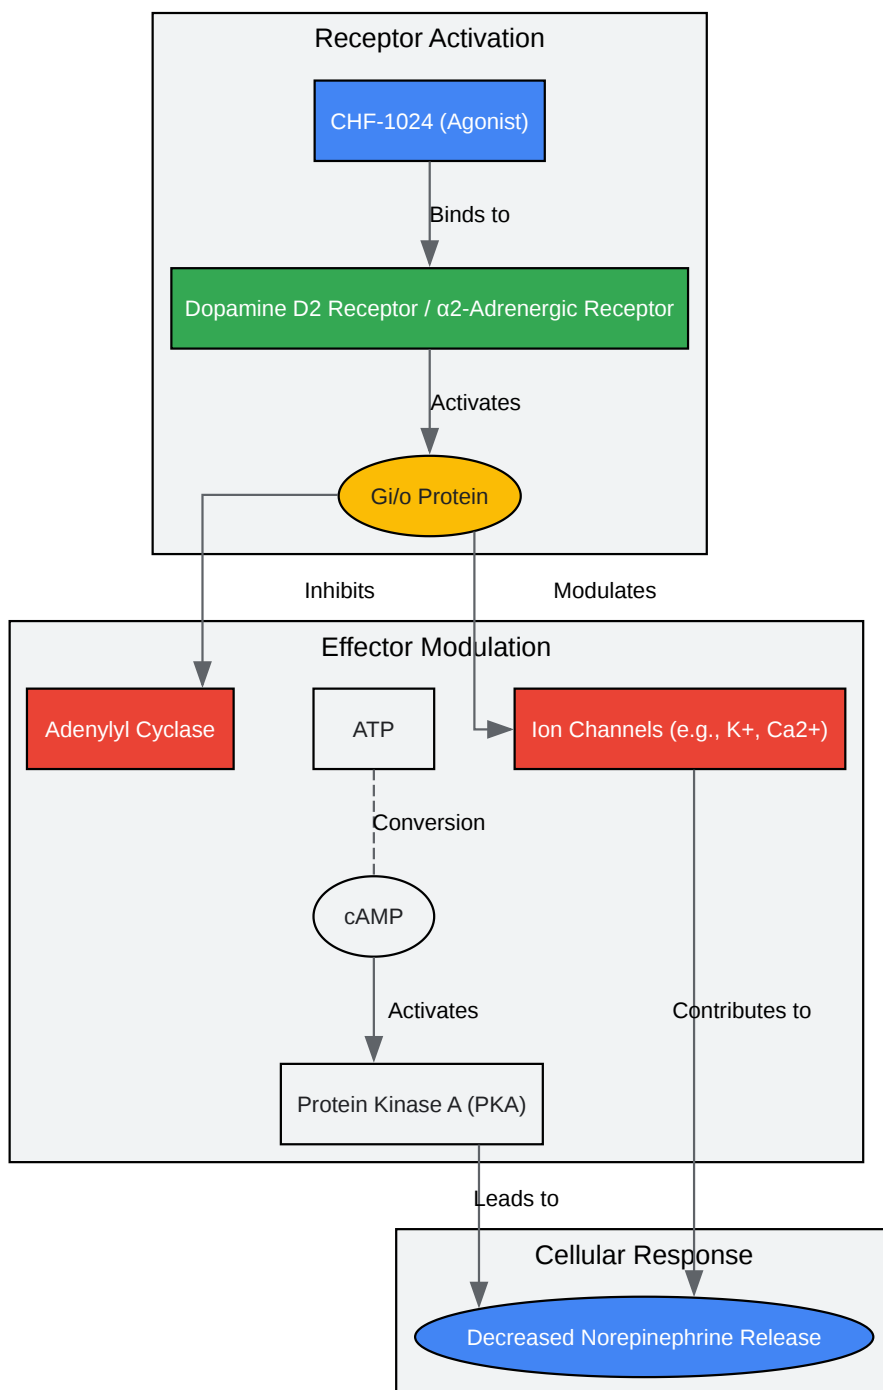 Receptor Activation
CHF-1024 (Agonist)
Binds to
Dopamine D2 Receptor / α2-Adrenergic Receptor
Activates
Gi/o Protein
Inhibits
Modulates
Effector Modulation
Adenylyl Cyclase
ATP
Ion Channels (e.g., K+, Ca2+)
Conversion
cAMP
Activates
Contributes to
Protein Kinase A (PKA)
Leads to
Cellular Response
Decreased Norepinephrine Release